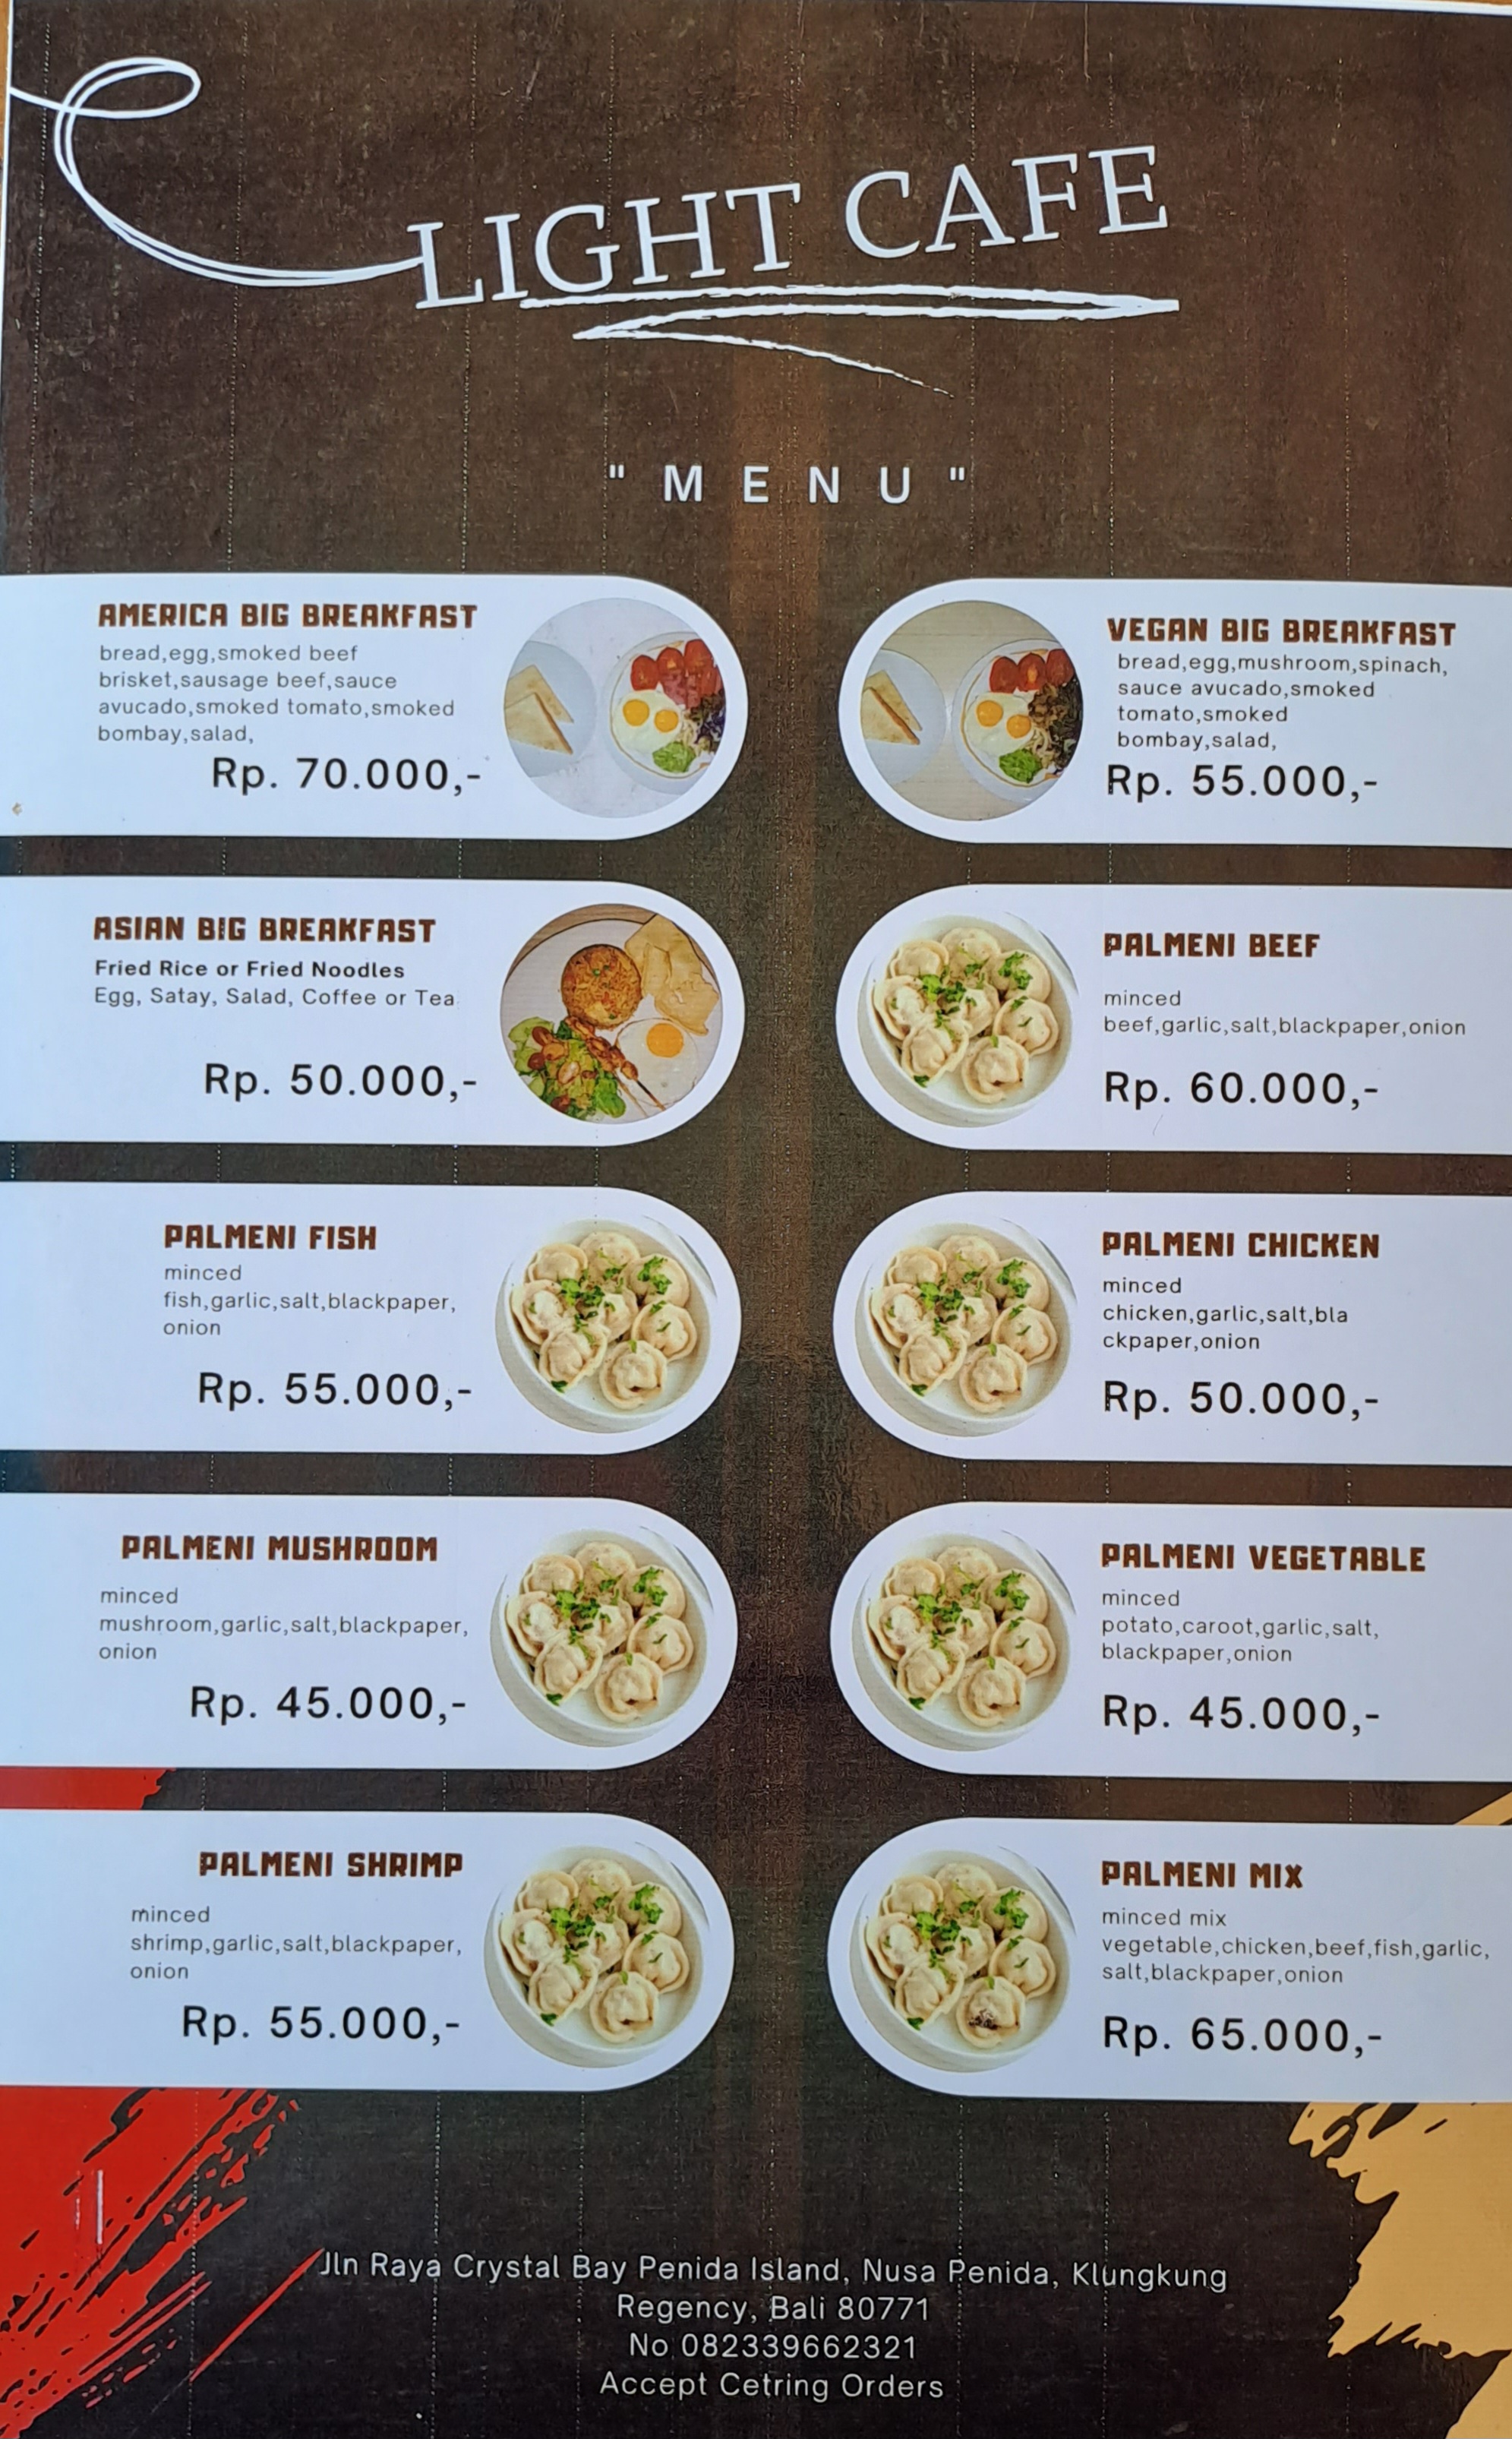 LIGHT CAFE
" M E N U "
AMERICA BIG BREAKFAST
bread,egg,smoked beef
brisket,sausage beef,sauce
avucado,smoked tomato,smoked
bombay,salad,
Rp. 70.000,-
VEGAN BIG BREAKFAST
bread,egg,mushroom,spinach,
sauce avucado,smoked
tomato,smoked
bombay,salad,
Rp. 55.000,-
ASIAN BIG BREAKFAST
Fried Rice or Fried Noodles
Egg, Satay, Salad, Coffee or Tea
Rp. 50.000,-
PALMENI BEEF
minced
beef,garlic,salt,blackpaper,onion
Rp. 60.000,-
PALMENI FISH
minced
fish,garlic,salt,blackpaper,
onion
Rp. 55.000,-
PALMENI CHICKEN
minced
chicken,garlic,salt,bla
ckpaper,onion
Rp. 50.000,-
PALMENI MUSHROOM
minced
mushroom,garlic,salt,blackpaper,
onion
Rp. 45.000,-
PALMENI VEGETABLE
minced
potato,caroot,garlic,salt,
blackpaper,onion
Rp. 45.000,-
PALMENI SHRIMP
minced
shrimp,garlic,salt,blackpaper,
onion
Rp. 55.000,-
PALMENI MIX
minced mix
vegetable,chicken,beef,fish,garlic,
salt,blackpaper,onion
Rp. 65.000,-
Jln Raya Crystal Bay Penida Island, Nusa Penida, Klungkung
Regency, Bali 80771
No 082339662321
Accept Cetring Orders